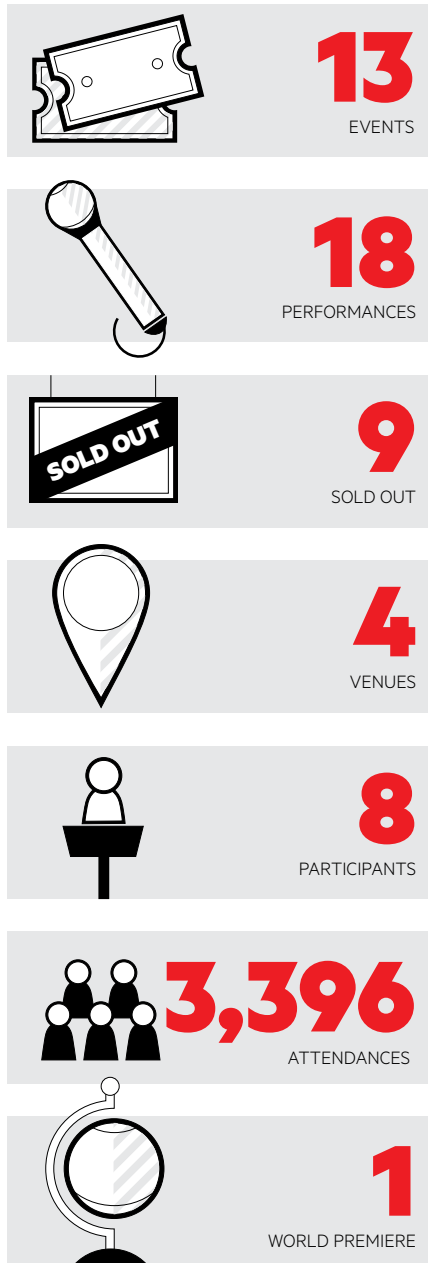 13
EVENTS
18
PERFORMANCES
SOLD OUT
9
SOLD OUT
4
VENUES
8
PARTICIPANTS
3,396
ATTENDANCES
1
WORLD PREMIERE